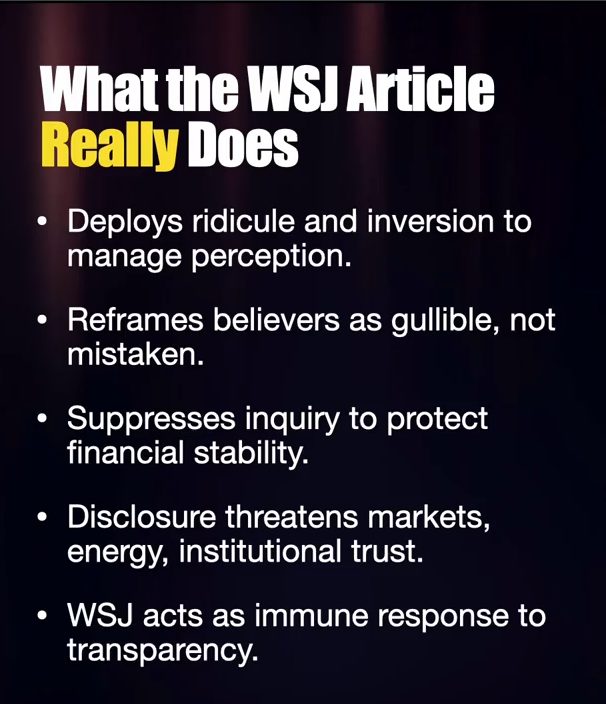 What the WSJ Article
Really Does
• Deploys ridicule and inversion to
manage perception.
• Reframes believers as gullible, not
mistaken.
• Suppresses inquiry to protect
financial stability.
• Disclosure threatens markets,
energy, institutional trust.
• WSJ acts as immune response to
transparency.